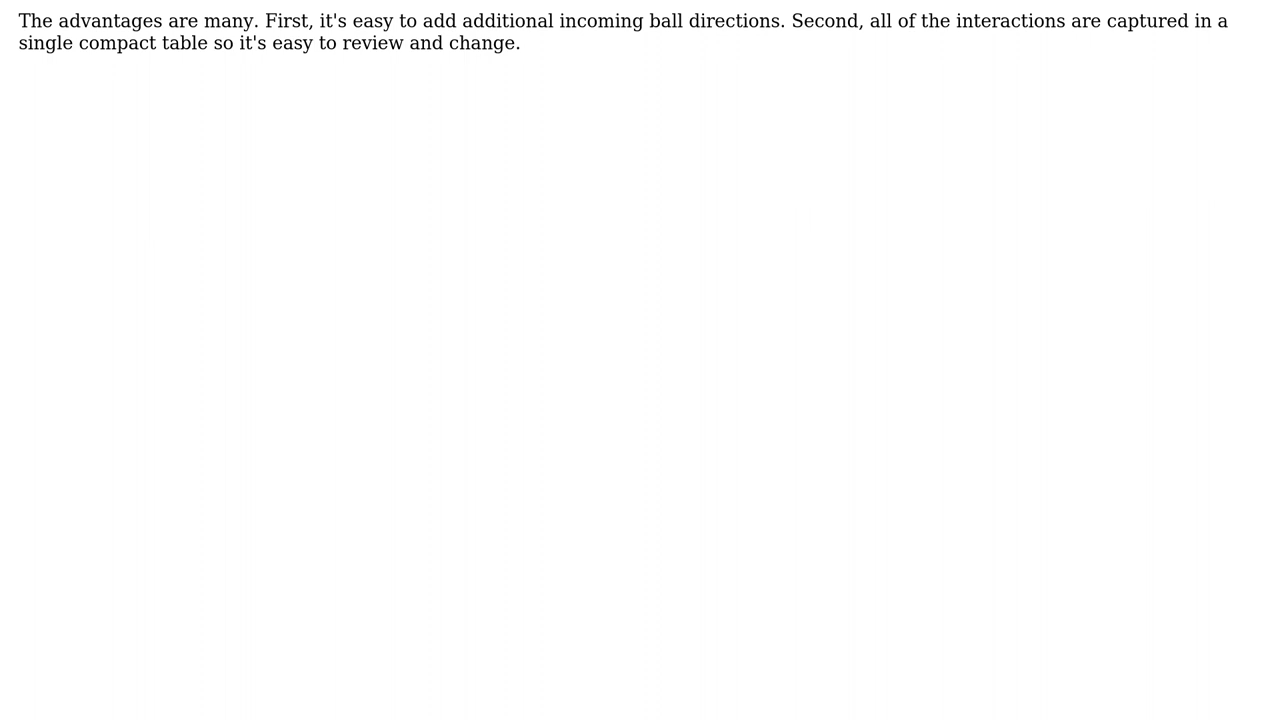 The advantages are many. First, it's easy to add additional incoming ball directions. Second, all of the interactions are captured in a
single compact table so it's easy to review and change.